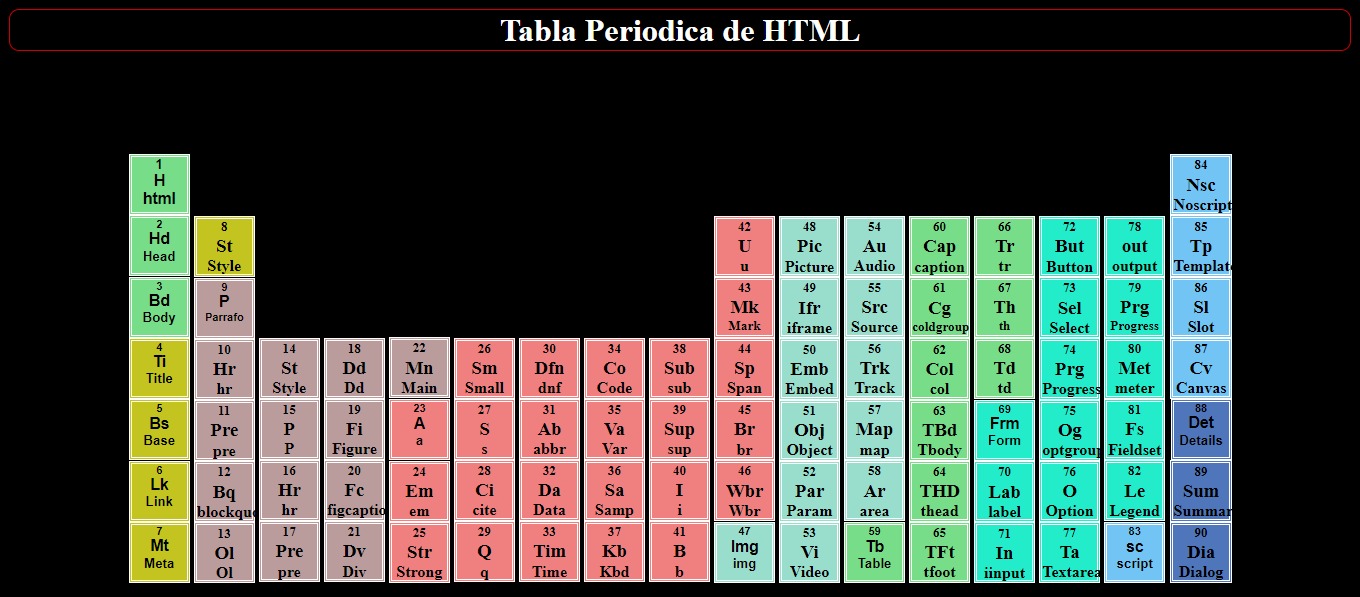 Tabla Periodica de HTML
1
H
html
2
Hd
Head
3
Bd
Body
4
Ti
Title
5
Bs
Base
6
Lk
Link
7
Mt
Meta
8
St
Style
9
P
Parrafo
10
Hr
hr
11
Pre
pre
12
Bq
blockqu
13
Ol
Ol
14
St
Style
15
P
P
16
Hr
hr
17
Pre
pre
18
Dd
Dd
19
Fi
Figure
20
Fc
figcaptio
21
Dv
Div
22
Mn
Main
23
A
a
24
Em
em
25
Str
Strong
26
Sm
Small
27
S
s
28
Ci
cite
29
Q
q
30
Dfn
dnf
31
Ab
abbr
32
Da
Data
33
Tim
Time
34
Co
Code
35
Va
Var
36
Sa
Samp
37
Kb
Kbd
38
Sub
sub
39
Sup
sup
40
I
i
41
B
b
42
U
u
43
Mk
Mark
44
Sp
Span
45
Br
br
46
Wbr
Wbr
47
Img
img
48
Pic
Picture
49
Ifr
iframe
50
Emb
Embed
51
Obj
Object
52
Par
Param
53
Vi
Video
54
Au
Audio
55
Src
Source
56
Trk
Track
57
Map
map
58
Ar
area
59
Tb
Table
60
Cap
caption
61
Cg
coldgroup
62
Col
col
63
TBd
Tbody
64
THD
thead
65
TFt
tfoot
66
Tr
tr
67
Th
th
68
Td
td
69
Frm
Form
70
Lab
label
71
In
iinput
72
But
Button
73
Sel
Select
74
Prg
Progress
75
Og
optgroup
76
O
Option
77
Ta
Textarea
78
out
output
79
Prg
Progress
80
Met
meter
81
Fs
Fieldset
82
Le
Legend
83
sc
script
84
Nsc
Noscript
85
Tp
Templat
86
Sl
Slot
87
Cv
Canvas
88
Det
Details
89
Sum
Summar
90
Dia
Dialog